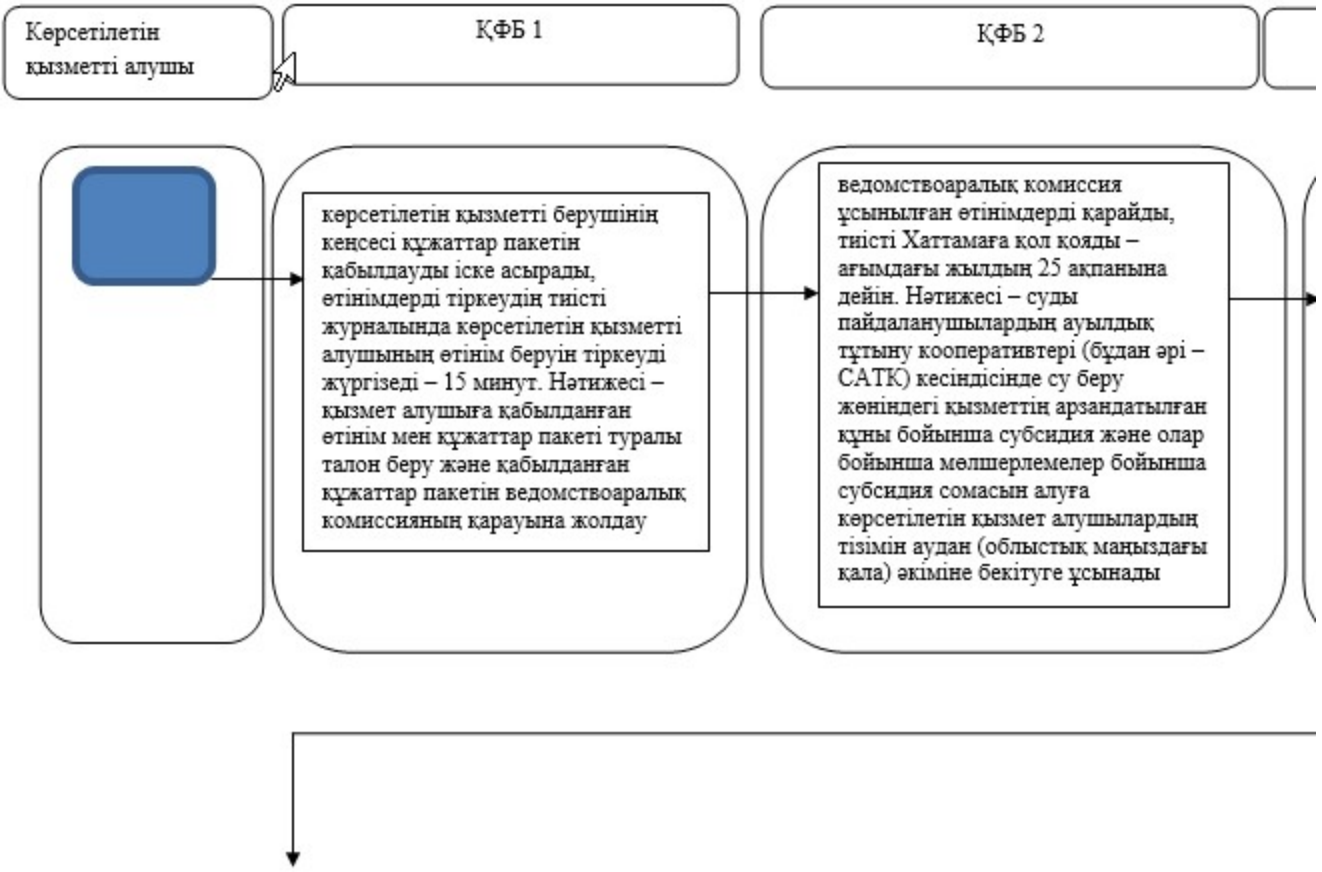 Көрсетілетін
қызметті алушы
ҚФБ 1
ҚФБ 2
көрсетілетін қызметті берушінің
кеңсесі құжаттар пакетін
қабылдауды іске асырады,
өтінімдерді тіркеудің тиісті
журналында көрсетілетін қызметті
алушының өтінім беруін тіркеуді
жүргізеді – 15 минут. Нәтижесі –
қызмет алушыға қабылданған
өтінім мен құжаттар пакеті туралы
талон беру және қабылданған
құжаттар пакетін ведомствоаралық
комиссияның қарауына жолдау
ведомствоаралық комиссия
ұсынылған өтінімдерді қарайды,
тиісті Хаттамаға қол қояды –
ағымдағы жылдың 25 ақпанына
дейін. Нәтижесі – суды
пайдаланушылардың ауылдық
тұтыну кооперативтері (бұдан әрі –
САТК) кесіндісінде су беру
жөніндегі қызметтің арзандатылған
құны бойынша субсидия және олар
бойынша мөлшерлемелер бойынша
субсидия сомасын алуға
көрсетілетін қызмет алушылардың
тізімін аудан (облыстық маңыздағы
қала) әкіміне бекітуге ұсынады